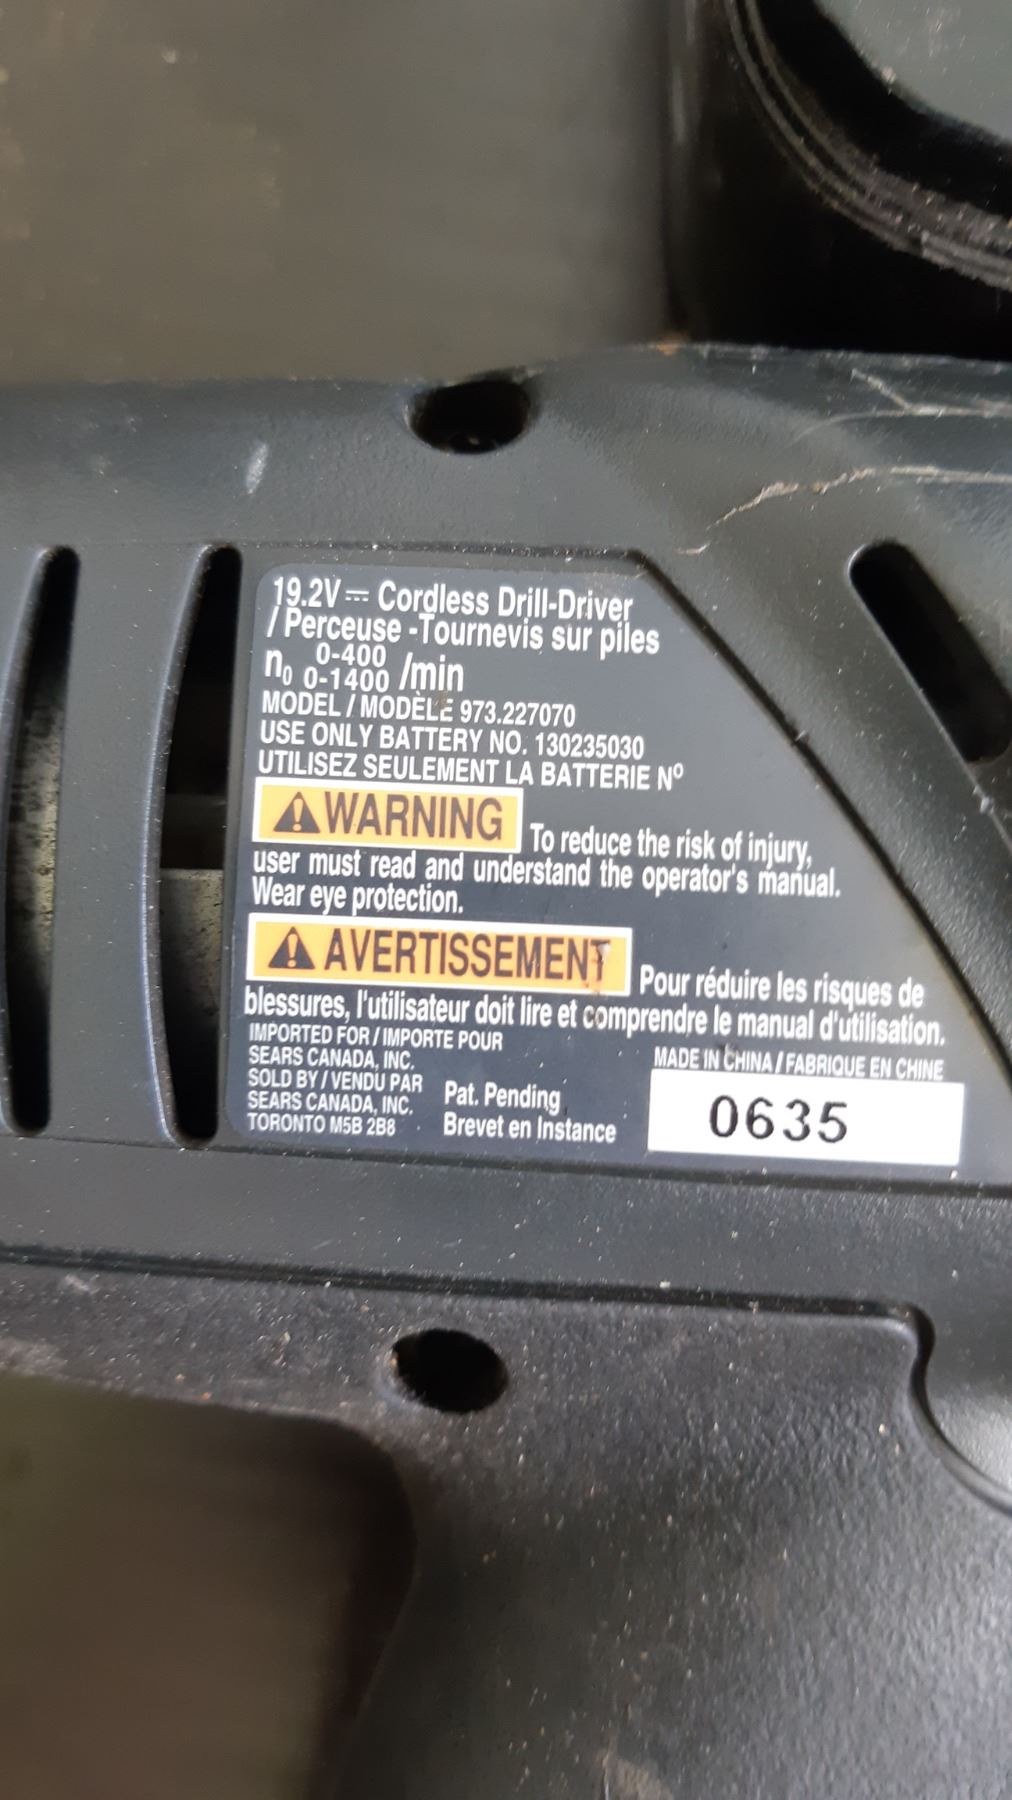 19.2V ⎓ Cordless Drill-Driver
/ Perceuse -Tournevis sur piles
n₀ 0-400 /min
0-1400
MODEL / MODÈLE 973.227070
USE ONLY BATTERY NO. 130235030
UTILISEZ SEULEMENT LA BATTERIE Nº
⚠WARNING To reduce the risk of injury,
user must read and understand the operator's manual.
Wear eye protection.
⚠ AVERTISSEMENT Pour réduire les risques de
blessures, l'utilisateur doit lire et comprendre le manual d'utilisation.
IMPORTED FOR / IMPORTE POUR
SEARS CANADA, INC.
SOLD BY / VENDU PAR
SEARS CANADA, INC.
TORONTO M5B 2B8
Pat. Pending
Brevet en Instance
MADE IN CHINA / FABRIQUE EN CHINE
0635